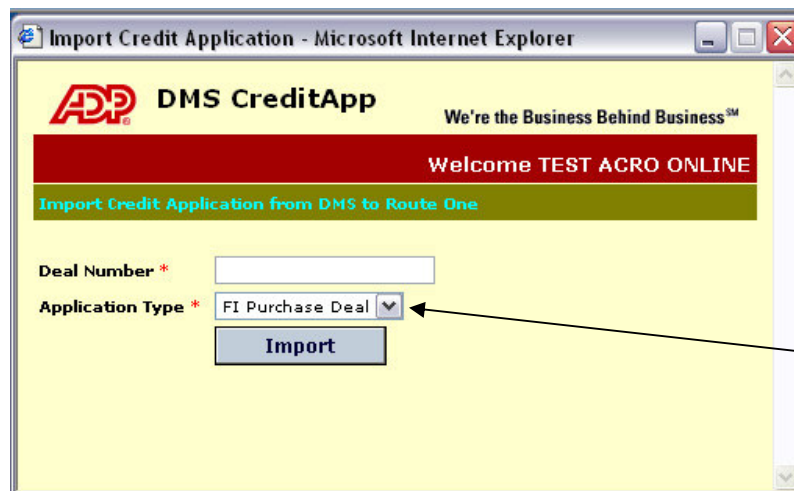 Import Credit Application - Microsoft Internet Explorer
ADP DMS CreditApp
We're the Business Behind Business℠
Welcome TEST ACRO ONLINE
Import Credit Application from DMS to Route One
Deal Number *
Application Type * FI Purchase Deal
Import